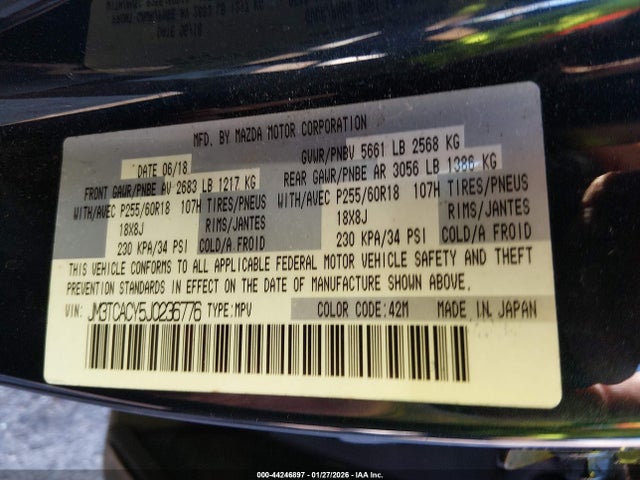 MFD. BY MAZDA MOTOR CORPORATION
DATE 06/18 GVWR/PNBV 5661 LB 2568 KG
FRONT GAWR/PNBE AV 2683 LB 1217 KG REAR GAWR/PNBE AR 3056 LB 1386 KG
WITH/AVEC P255/60R18 107H TIRES/PNEUS WITH/AVEC P255/60R18 107H TIRES/PNEUS
18X8J RIMS/JANTES 18X8J RIMS/JANTES
230 KPA/34 PSI COLD/A FROID 230 KPA/34 PSI COLD/A FROID
THIS VEHICLE CONFORMS TO ALL APPLICABLE FEDERAL MOTOR VEHICLE SAFETY AND THEFT
PREVENTION STANDARDS IN EFFECT ON THE DATE OF MANUFACTURE SHOWN ABOVE.
VIN: JM3TCACY5J0236776 TYPE:MPV COLOR CODE:42M MADE IN JAPAN
000-44246897 | 01/27/2026 | IAA Inc.